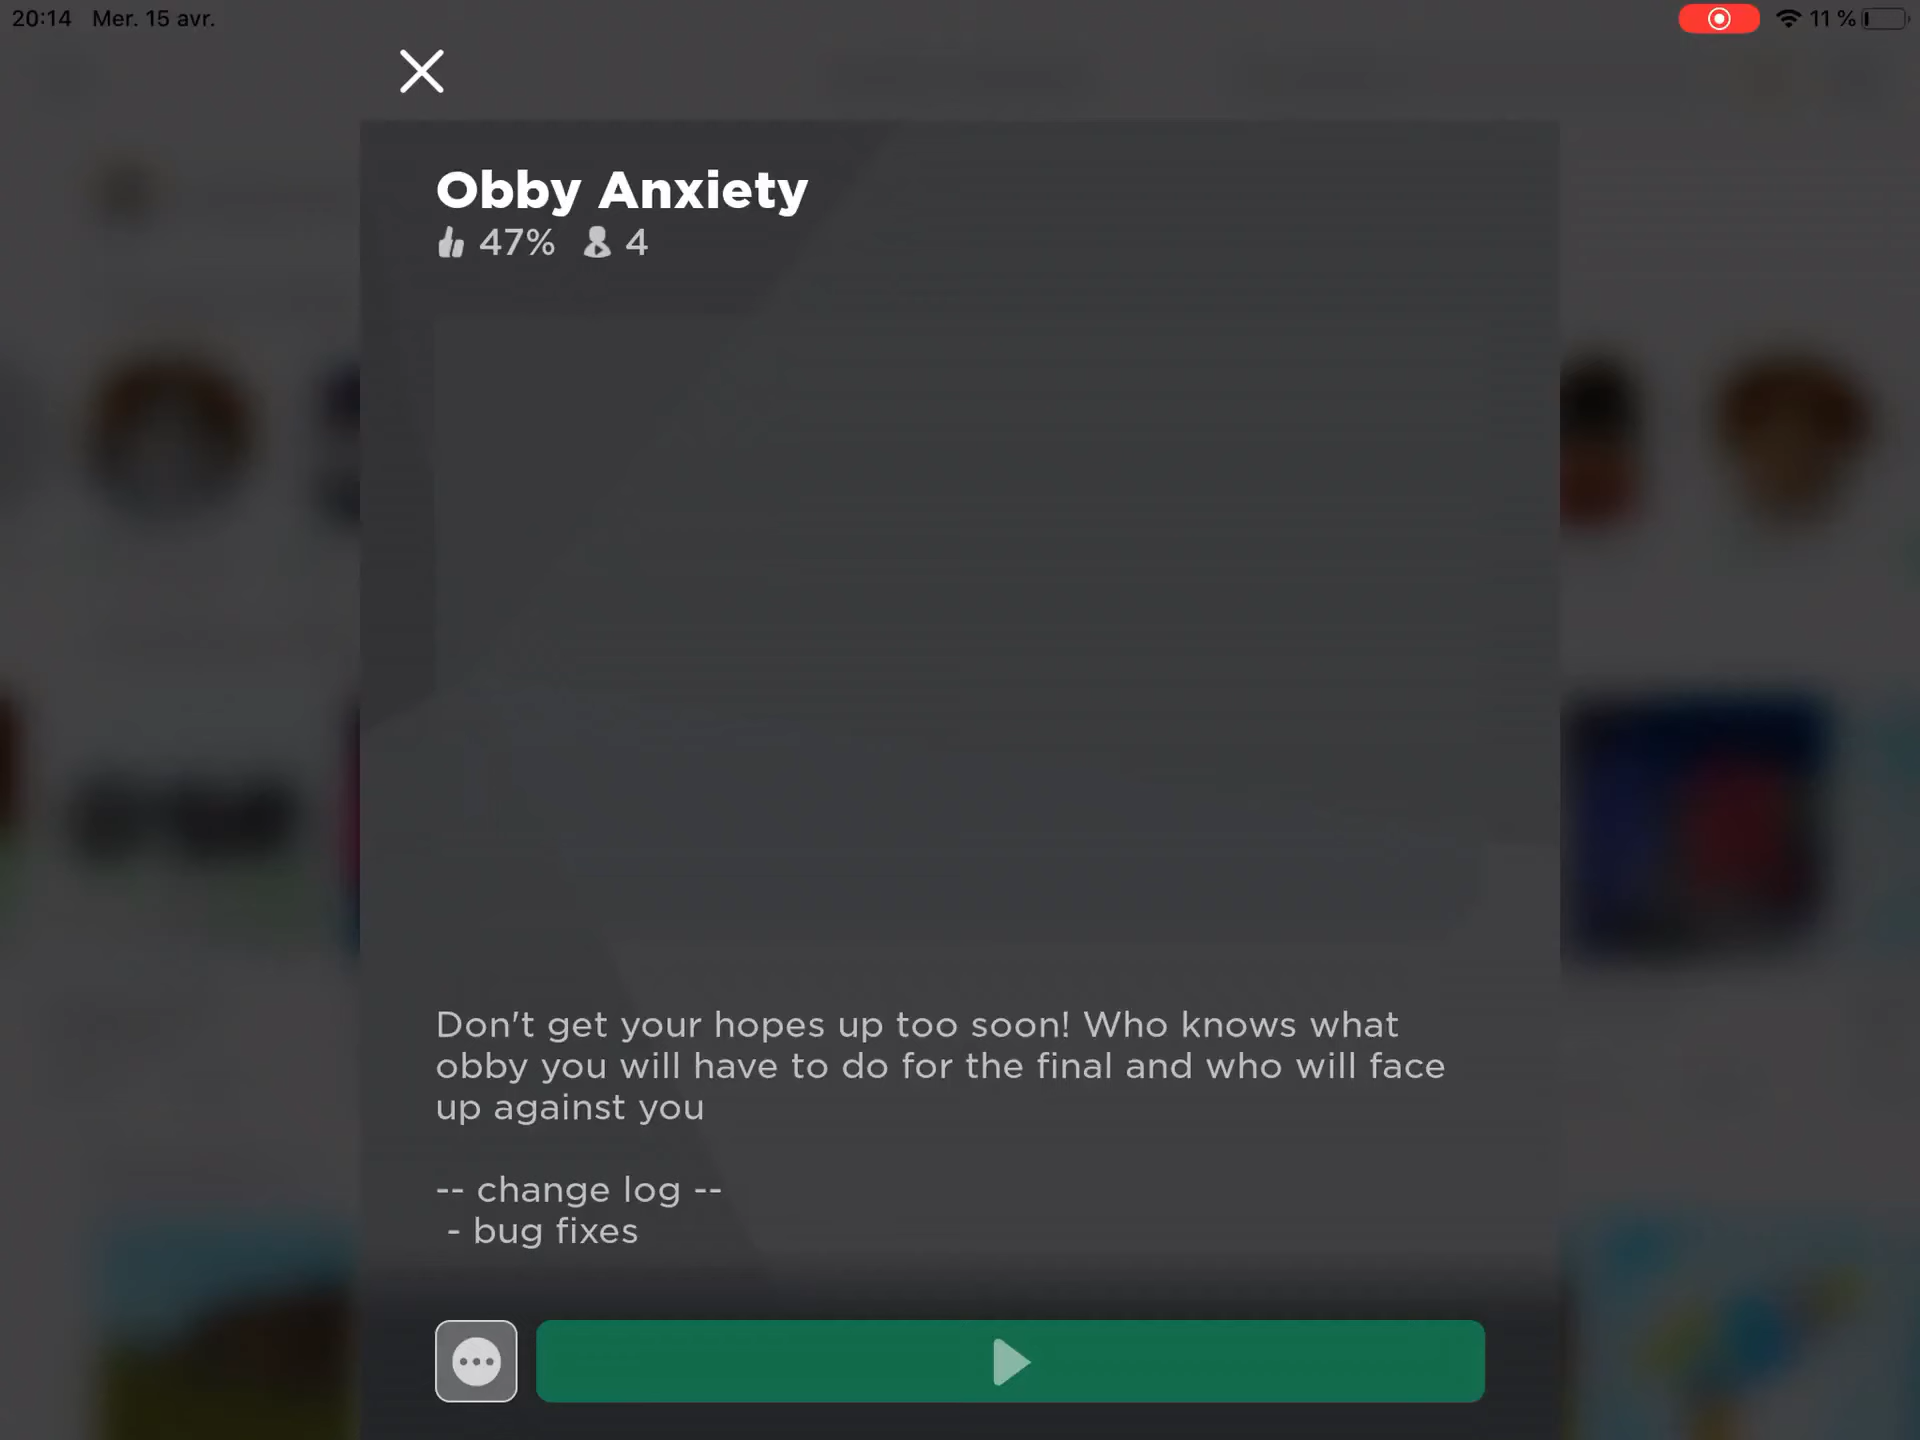 20:14 Mer. 15 avr.
11 %
Obby Anxiety
47% 4
Don't get your hopes up too soon! Who knows what
obby you will have to do for the final and who will face
up against you
-- change log --
- bug fixes